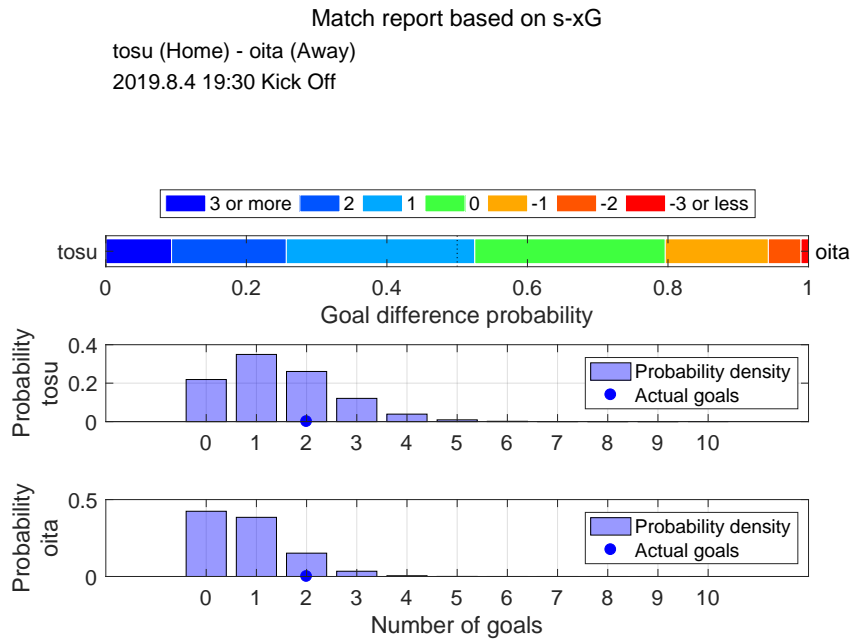 Match report based on s-xG
tosu (Home) - oita (Away)
2019.8.4 19:30 Kick Off
3 or more 2 1 0 -1 -2 -3 or less
tosu oita
0 0.2 0.4 0.6 0.8 1
Goal difference probability
Probability
tosu
0.4
0.2
0
Probability density
Actual goals
0 1 2 3 4 5 6 7 8 9 10
Probability
oita
0.5
0
Probability density
Actual goals
0 1 2 3 4 5 6 7 8 9 10
Number of goals